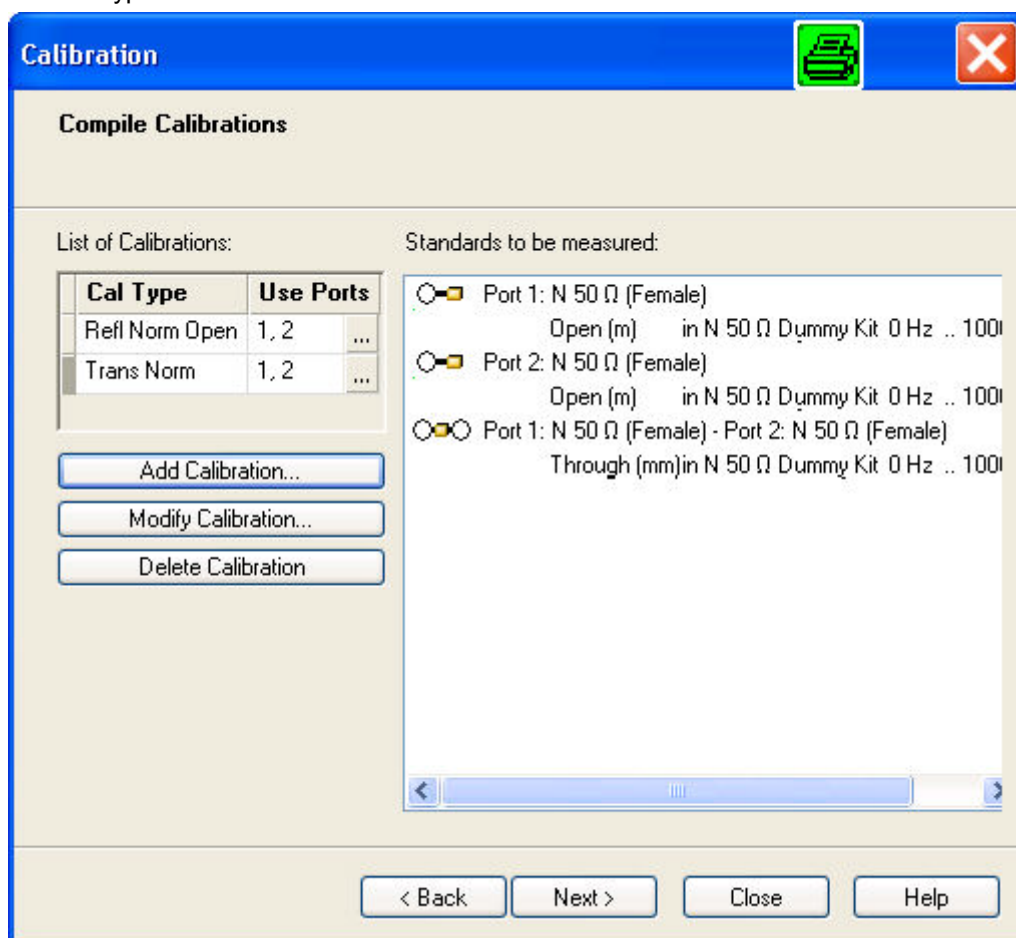 Calibration
Compile Calibrations
List of Calibrations:
Cal Type Use Ports
Refl Norm Open 1, 2 ...
Trans Norm 1, 2 ...
Add Calibration...
Modify Calibration...
Delete Calibration
Standards to be measured:
Port 1: N 50 Ω (Female)
Open (m) in N 50 Ω Dummy Kit 0 Hz .. 100
Port 2: N 50 Ω (Female)
Open (m) in N 50 Ω Dummy Kit 0 Hz .. 100
Port 1: N 50 Ω (Female) - Port 2: N 50 Ω (Female)
Through (mm)in N 50 Ω Dummy Kit 0 Hz .. 100
< Back Next > Close Help